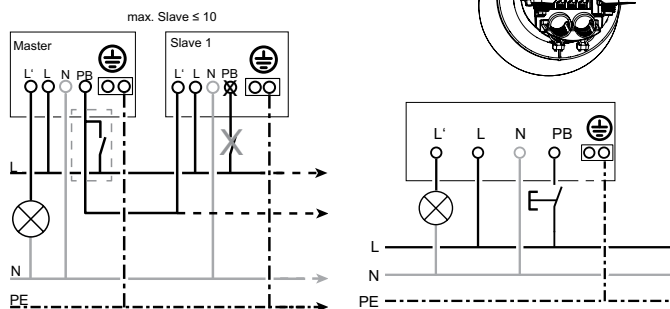 max. Slave ≤ 10
Master
Slave 1
L' L N PB
L' L N PB
L
N
PE
L' L N PB
L
N
PE